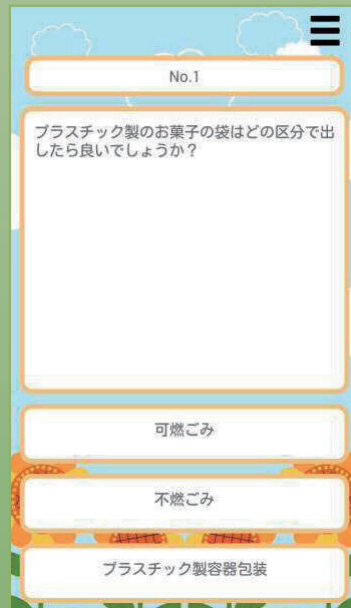 No.1
プラスチック製のお菓子の袋はどの区分で出
したら良いでしょうか？
可燃ごみ
不燃ごみ
プラスチック製容器包装